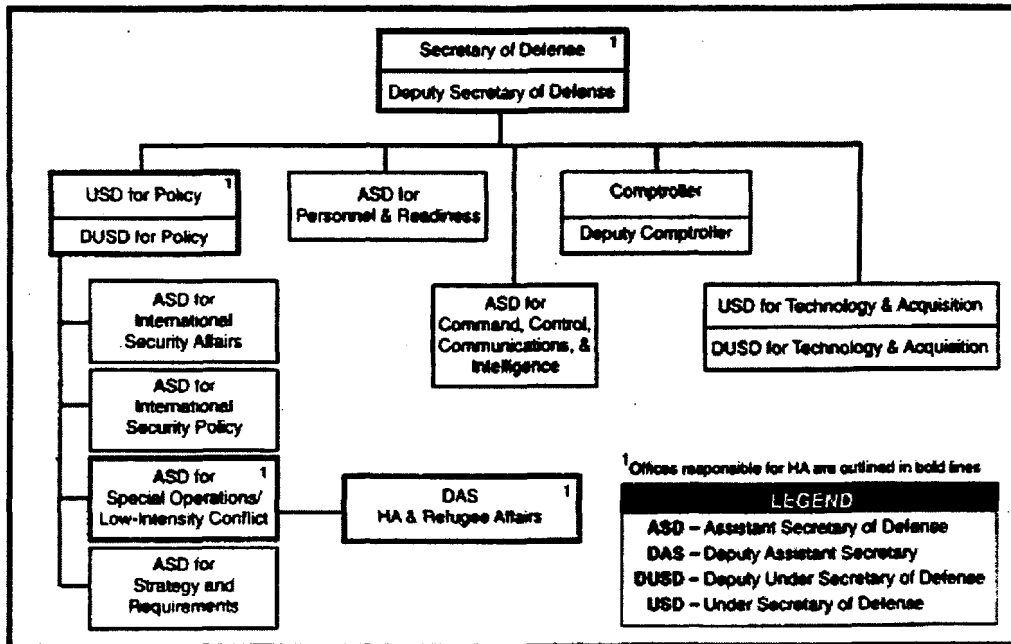 Secretary of Defense 1
Deputy Secretary of Defense
USD for Policy 1
DUSD for Policy
ASD for
Personnel & Readiness
Comptroller
Deputy Comptroller
ASD for
International
Security Affairs
ASD for
Command, Control,
Communications, &
Intelligence
USD for Technology & Acquisition
DUSD for Technology & Acquisition
ASD for
International
Security Policy
ASD for 1
Special Operations/
Low-Intensity Conflict
DAS 1
HA & Refugee Affairs
ASD for
Strategy and
Requirements
1Offices responsible for HA are outlined in bold lines
LEGEND
ASD – Assistant Secretary of Defense
DAS – Deputy Assistant Secretary
DUSD – Deputy Under Secretary of Defense
USD – Under Secretary of Defense